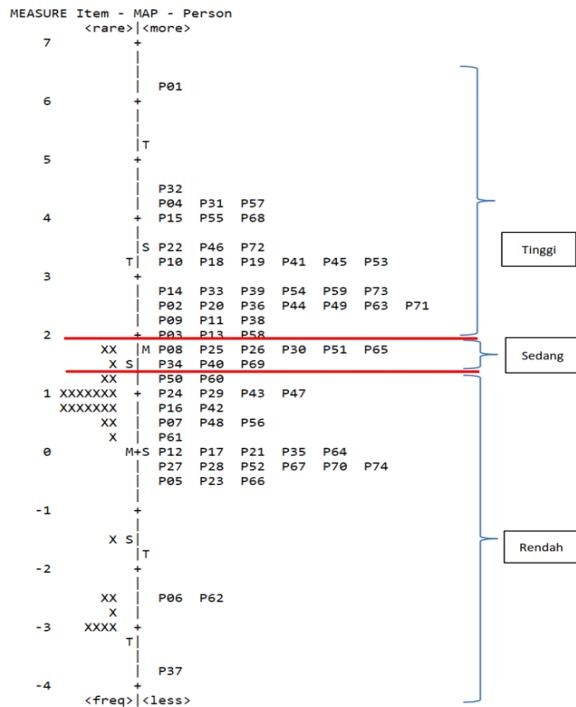 MEASURE Item - MAP - Person
<rare>|<more>
7 +
|
|
| P01
6 +
|
|
|T
5 +
|
| P32
| P04 P31 P57
4 + P15 P55 P68
|
|S P22 P46 P72
T| P10 P18 P19 P41 P45 P53
3 +
| P14 P33 P39 P54 P59 P73
| P02 P20 P36 P44 P49 P63 P71
| P09 P11 P38
2 + P03 P13 P58
XX |M P08 P25 P26 P30 P51 P65
X S| P34 P40 P69
XX | P50 P60
1 XXXXXXX + P24 P29 P43 P47
XXXXXXX | P16 P42
XX | P07 P48 P56
X | P61
0 M+S P12 P17 P21 P35 P64
| P27 P28 P52 P67 P70 P74
| P05 P23 P66
|
-1 +
|
X S|
|T
-2 +
|
XX | P06 P62
X |
-3 XXXX +
T|
|
| P37
-4 +
<freq>|<less>
Tinggi
Sedang
Rendah